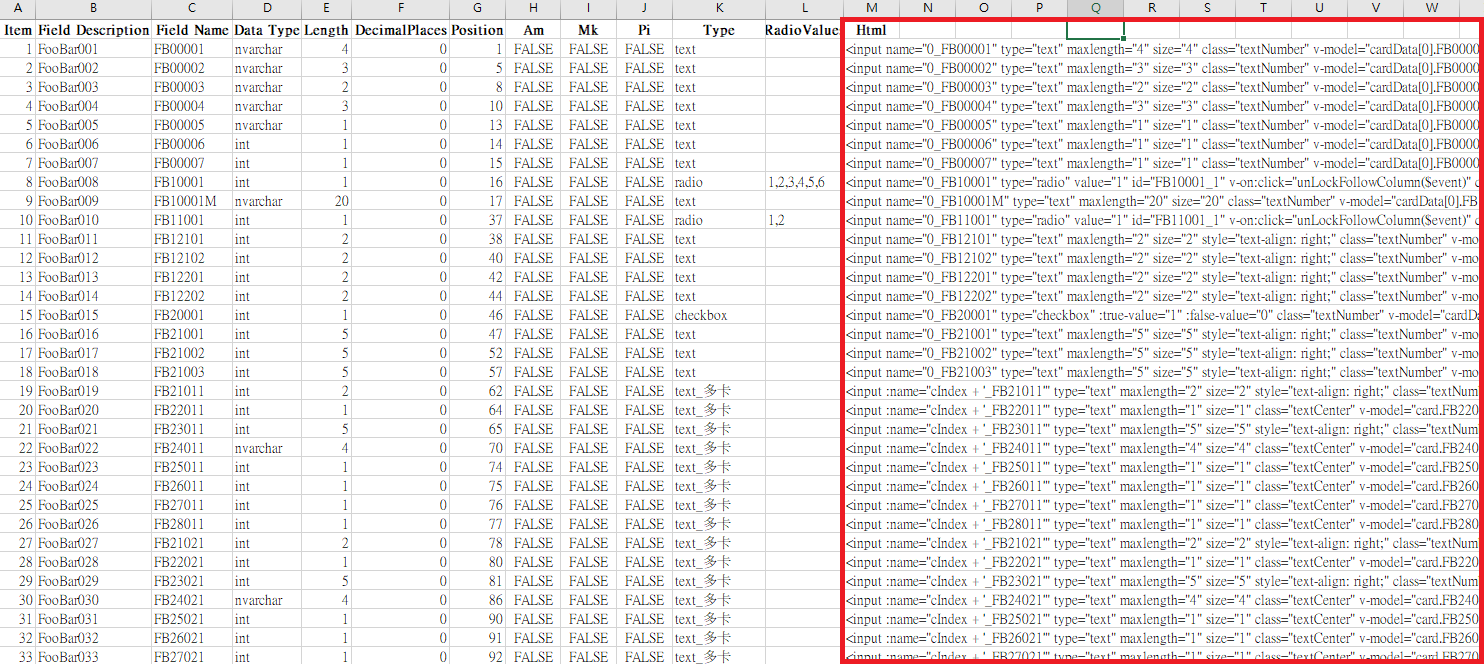 A B C D E F G H I J K L M N O P Q R S T U V W
Item Field Description Field Name Data Type Length DecimalPlaces Position Am Mk Pi Type RadioValue Html
1 FooBar001 FB00001 nvarchar 4 0 1 FALSE FALSE FALSE text <input name="0_FB00001" type="text" maxlength="4" size="4" class="textNumber" v-model="cardData[0].FB0000
2 FooBar002 FB00002 nvarchar 3 0 5 FALSE FALSE FALSE text <input name="0_FB00002" type="text" maxlength="3" size="3" class="textNumber" v-model="cardData[0].FB0000
3 FooBar003 FB00003 nvarchar 2 0 8 FALSE FALSE FALSE text <input name="0_FB00003" type="text" maxlength="2" size="2" class="textNumber" v-model="cardData[0].FB0000
4 FooBar004 FB00004 nvarchar 3 0 10 FALSE FALSE FALSE text <input name="0_FB00004" type="text" maxlength="3" size="3" class="textNumber" v-model="cardData[0].FB0000
5 FooBar005 FB00005 nvarchar 1 0 13 FALSE FALSE FALSE text <input name="0_FB00005" type="text" maxlength="1" size="1" class="textNumber" v-model="cardData[0].FB0000
6 FooBar006 FB00006 int 1 0 14 FALSE FALSE FALSE text <input name="0_FB00006" type="text" maxlength="1" size="1" class="textNumber" v-model="cardData[0].FB0000
7 FooBar007 FB00007 int 1 0 15 FALSE FALSE FALSE text <input name="0_FB00007" type="text" maxlength="1" size="1" class="textNumber" v-model="cardData[0].FB0000
8 FooBar008 FB10001 int 1 0 16 FALSE FALSE FALSE radio 1,2,3,4,5,6 <input name="0_FB10001" type="radio" value="1" id="FB10001_1" v-on:click="unLockFollowColumn($event)" c
9 FooBar009 FB10001M nvarchar 20 0 17 FALSE FALSE FALSE text <input name="0_FB10001M" type="text" maxlength="20" size="20" class="textNumber" v-model="cardData[0].FB
10 FooBar010 FB11001 int 1 0 37 FALSE FALSE FALSE radio 1,2 <input name="0_FB11001" type="radio" value="1" id="FB11001_1" v-on:click="unLockFollowColumn($event)" c
11 FooBar011 FB12101 int 2 0 38 FALSE FALSE FALSE text <input name="0_FB12101" type="text" maxlength="2" size="2" style="text-align: right;" class="textNumber" v-mo
12 FooBar012 FB12102 int 2 0 40 FALSE FALSE FALSE text <input name="0_FB12102" type="text" maxlength="2" size="2" style="text-align: right;" class="textNumber" v-mo
13 FooBar013 FB12201 int 2 0 42 FALSE FALSE FALSE text <input name="0_FB12201" type="text" maxlength="2" size="2" style="text-align: right;" class="textNumber" v-mo
14 FooBar014 FB12202 int 2 0 44 FALSE FALSE FALSE text <input name="0_FB12202" type="text" maxlength="2" size="2" style="text-align: right;" class="textNumber" v-mo
15 FooBar015 FB20001 int 1 0 46 FALSE FALSE FALSE checkbox <input name="0_FB20001" type="checkbox" :true-value="1" :false-value="0" class="textNumber" v-model="cardDa
16 FooBar016 FB21001 int 5 0 47 FALSE FALSE FALSE text <input name="0_FB21001" type="text" maxlength="5" size="5" style="text-align: right;" class="textNumber" v-mo
17 FooBar017 FB21002 int 5 0 52 FALSE FALSE FALSE text <input name="0_FB21002" type="text" maxlength="5" size="5" style="text-align: right;" class="textNumber" v-mo
18 FooBar018 FB21003 int 5 0 57 FALSE FALSE FALSE text <input name="0_FB21003" type="text" maxlength="5" size="5" style="text-align: right;" class="textNumber" v-mo
19 FooBar019 FB21011 int 2 0 62 FALSE FALSE FALSE text_多卡 <input :name="cIndex + '_FB21011'" type="text" maxlength="2" size="2" style="text-align: right;" class="textNum
20 FooBar020 FB22011 int 1 0 64 FALSE FALSE FALSE text_多卡 <input :name="cIndex + '_FB22011'" type="text" maxlength="1" size="1" class="textCenter" v-model="card.FB220
21 FooBar021 FB23011 int 5 0 65 FALSE FALSE FALSE text_多卡 <input :name="cIndex + '_FB23011'" type="text" maxlength="5" size="5" style="text-align: right;" class="textNum
22 FooBar022 FB24011 nvarchar 4 0 70 FALSE FALSE FALSE text_多卡 <input :name="cIndex + '_FB24011'" type="text" maxlength="4" size="4" class="textCenter" v-model="card.FB240
23 FooBar023 FB25011 int 1 0 74 FALSE FALSE FALSE text_多卡 <input :name="cIndex + '_FB25011'" type="text" maxlength="1" size="1" class="textCenter" v-model="card.FB250
24 FooBar024 FB26011 int 1 0 75 FALSE FALSE FALSE text_多卡 <input :name="cIndex + '_FB26011'" type="text" maxlength="1" size="1" class="textCenter" v-model="card.FB260
25 FooBar025 FB27011 int 1 0 76 FALSE FALSE FALSE text_多卡 <input :name="cIndex + '_FB27011'" type="text" maxlength="1" size="1" class="textCenter" v-model="card.FB270
26 FooBar026 FB28011 int 1 0 77 FALSE FALSE FALSE text_多卡 <input :name="cIndex + '_FB28011'" type="text" maxlength="1" size="1" class="textCenter" v-model="card.FB280
27 FooBar027 FB21021 int 2 0 78 FALSE FALSE FALSE text_多卡 <input :name="cIndex + '_FB21021'" type="text" maxlength="2" size="2" style="text-align: right;" class="textNum
28 FooBar028 FB22021 int 1 0 80 FALSE FALSE FALSE text_多卡 <input :name="cIndex + '_FB22021'" type="text" maxlength="1" size="1" class="textCenter" v-model="card.FB220
29 FooBar029 FB23021 int 5 0 81 FALSE FALSE FALSE text_多卡 <input :name="cIndex + '_FB23021'" type="text" maxlength="5" size="5" style="text-align: right;" class="textNum
30 FooBar030 FB24021 nvarchar 4 0 86 FALSE FALSE FALSE text_多卡 <input :name="cIndex + '_FB24021'" type="text" maxlength="4" size="4" class="textCenter" v-model="card.FB240
31 FooBar031 FB25021 int 1 0 90 FALSE FALSE FALSE text_多卡 <input :name="cIndex + '_FB25021'" type="text" maxlength="1" size="1" class="textCenter" v-model="card.FB250
32 FooBar032 FB26021 int 1 0 91 FALSE FALSE FALSE text_多卡 <input :name="cIndex + '_FB26021'" type="text" maxlength="1" size="1" class="textCenter" v-model="card.FB260
33 FooBar033 FB27021 int 1 0 92 FALSE FALSE FALSE text_多卡 <input :name="cIndex + '_FB27021'" type="text" maxlength="1" size="1" class="textCenter" v-model="card.FB270